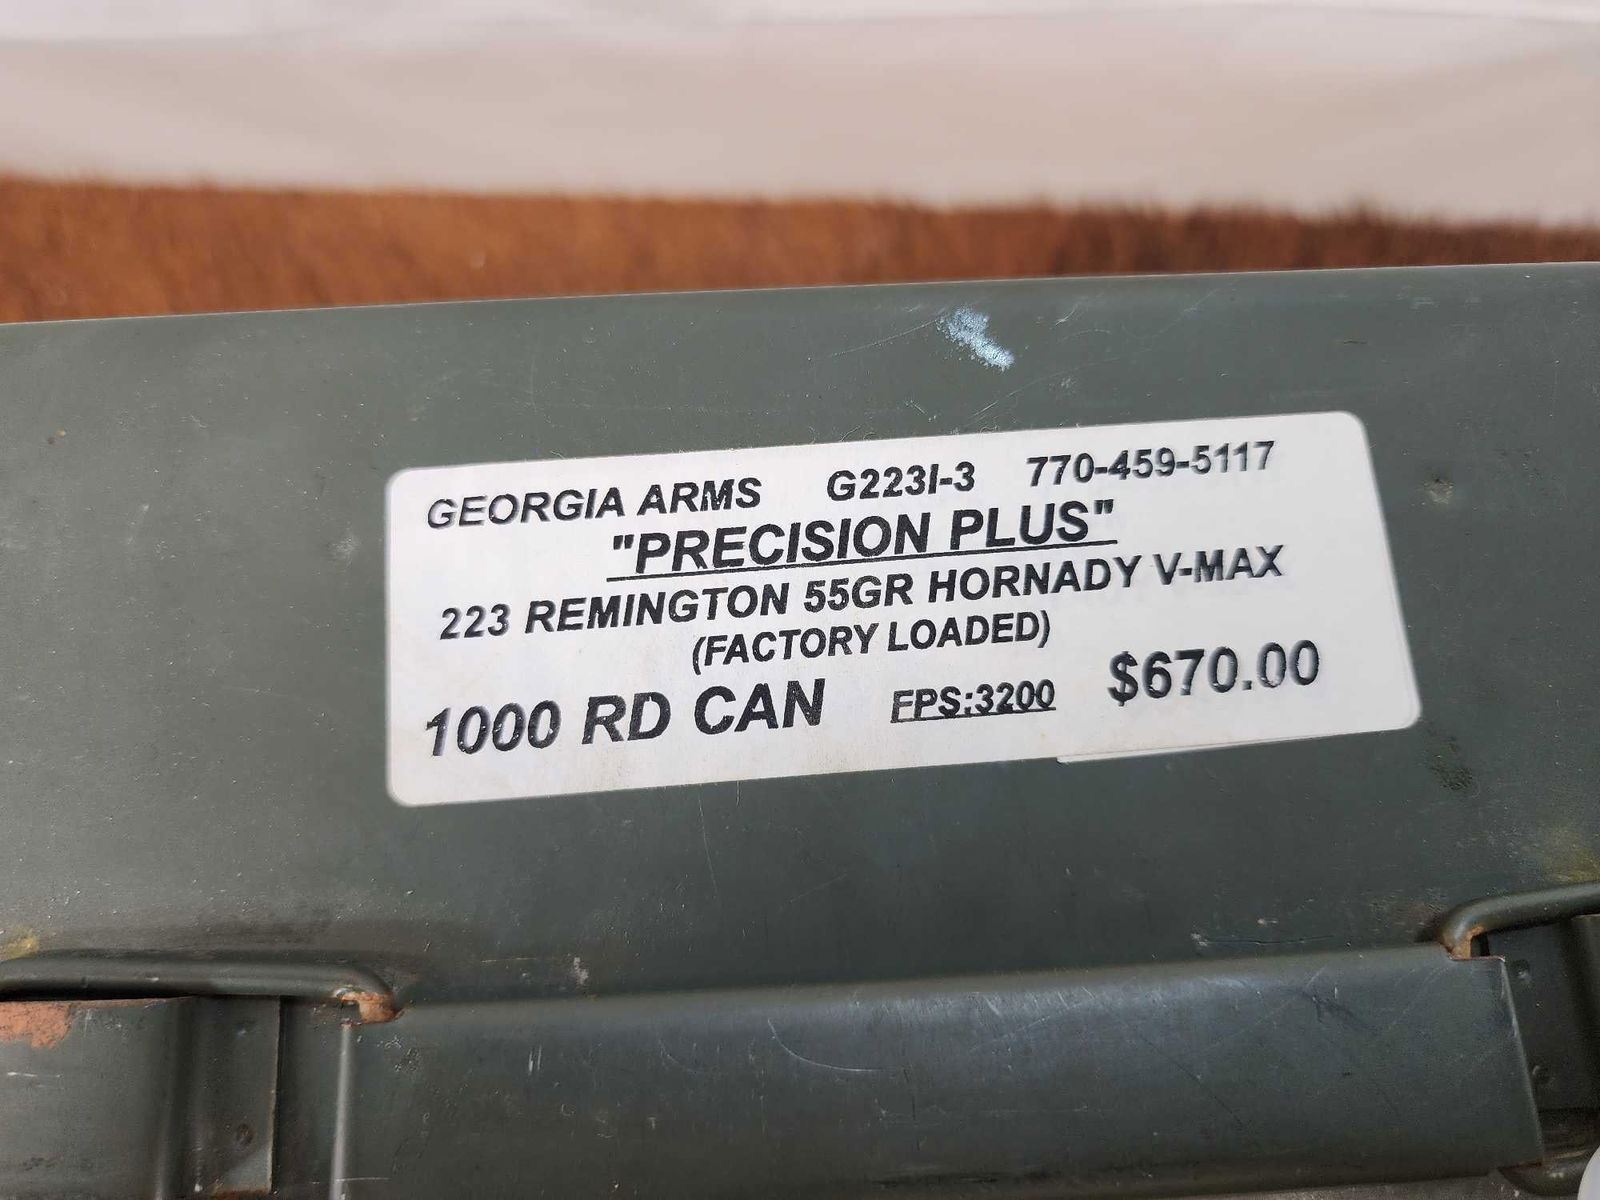 GEORGIA ARMS G223I-3 770-459-5117
"PRECISION PLUS"
223 REMINGTON 55GR HORNADY V-MAX
(FACTORY LOADED)
1000 RD CAN FPS:3200 $670.00